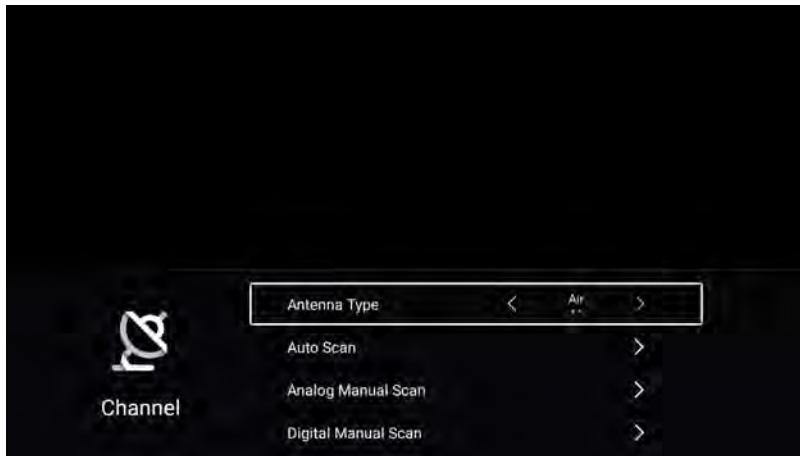 Antenna Type
Air
Auto Scan
Analog Manual Scan
Channel
Digital Manual Scan